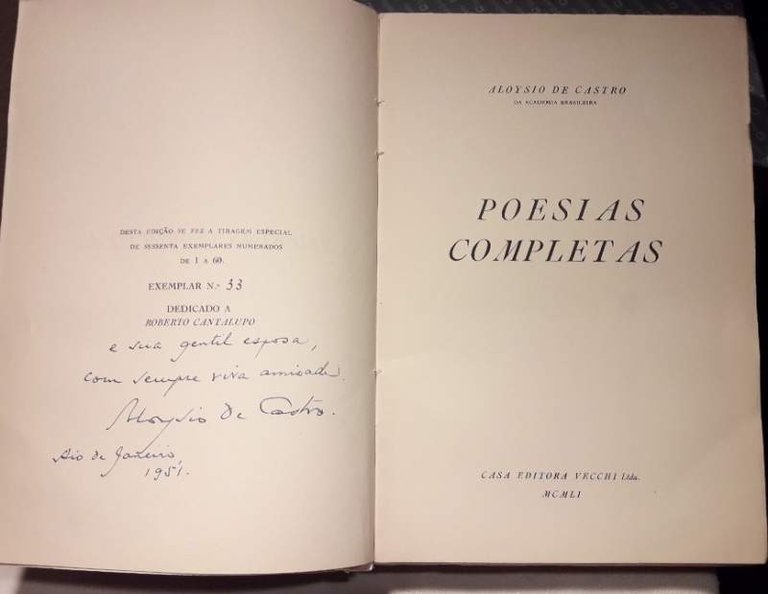 DESTA EDIÇÃO SE FEZ A TIRAGEM ESPECIAL
DE SESSENTA EXEMPLARES NUMERADOS
DE 1 A 60.
EXEMPLAR N.º 33
DEDICADO A
ROBERTO CANTALUPO
e sua gentil esposa,
com sempre viva amizade.
Aloysio de Castro.
Rio de Janeiro,
1951.
ALOYSIO DE CASTRO
DA ACADEMIA BRASILEIRA
POESIAS
COMPLETAS
CASA EDITORA VECCHI Ltda.
MCMLI